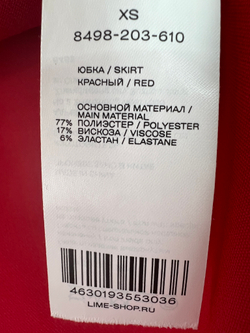 XS
8498-203-610
ЮБКА / SKIRT
КРАСНЫЙ / RED
ОСНОВНОЙ МАТЕРИАЛ /
MAIN MATERIAL
77% ПОЛИЭСТЕР / POLYESTER
17% ВИСКОЗА / VISCOSE
6% ЭЛАСТАН / ELASTANE
4630193553036
LIME-SHOP.RU